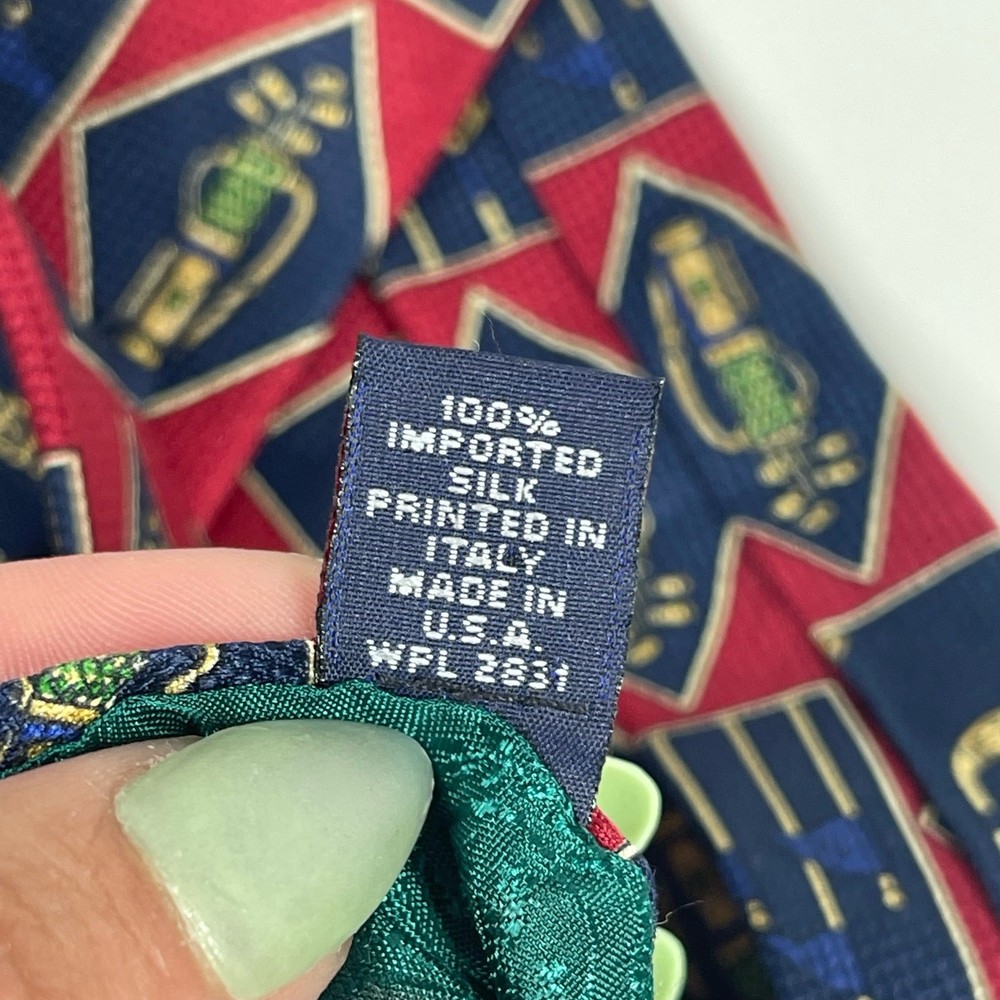 100%
IMPORTED
SILK
PRINTED IN
ITALY
MADE IN
U.S.A.
WPL 2831